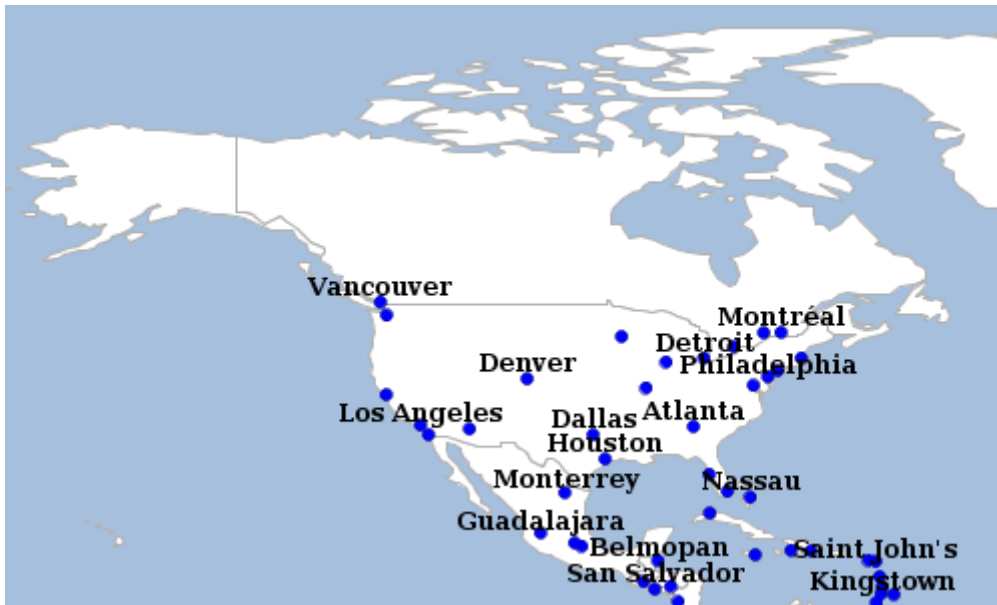 Vancouver
Montréal
Detroit
Denver
Philadelphia
Los Angeles
Atlanta
Dallas
Houston
Monterrey
Nassau
Guadalajara
Belmopan
Saint John's
San Salvador
Kingstown